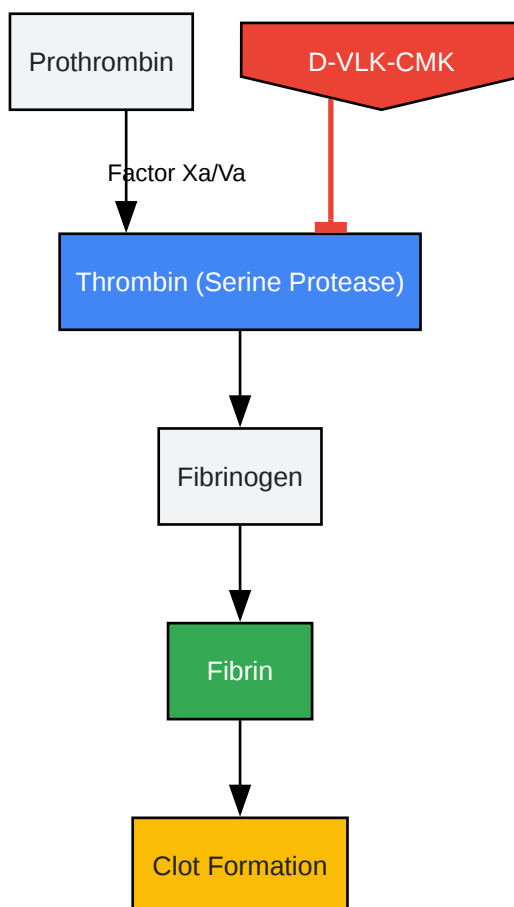 Prothrombin
D-VLK-CMK
Factor Xa/Va
Thrombin (Serine Protease)
Fibrinogen
Fibrin
Clot Formation